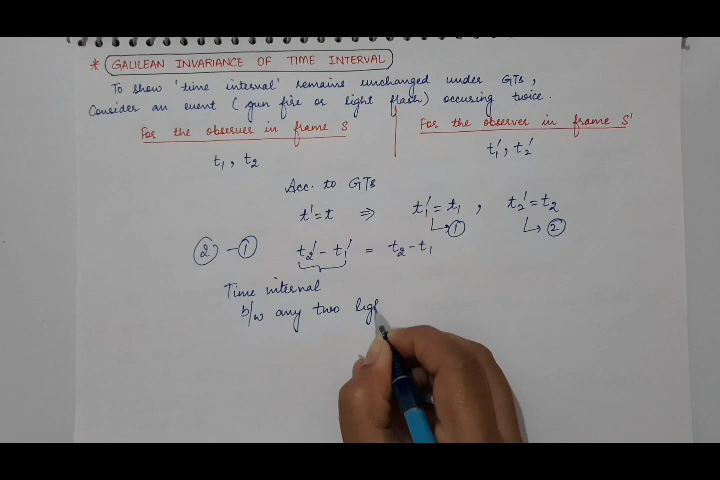 * GALILEAN INVARIANCE OF TIME INTERVAL
To show 'time interval' remains unchanged under GTs,
Consider an event (gun fire or light flash) occuring twice.
For the observer in frame S
For the observer in frame S'
t₁, t₂
t₁', t₂'
Acc. to GTs
t' = t ⇒ t₁' = t₁ , t₂' = t₂
↳ ① ↳ ②
② - ① t₂' - t₁' = t₂ - t₁
Time interval
b/w any two lig